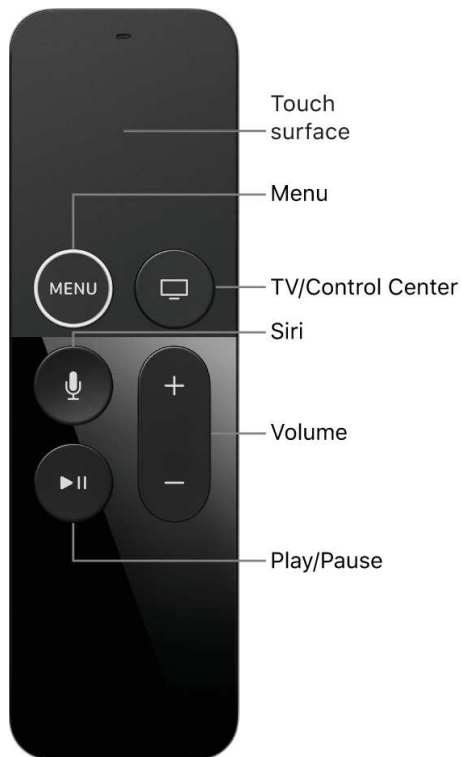 Touch
surface
Menu
MENU
TV/Control Center
Siri
Volume
Play/Pause